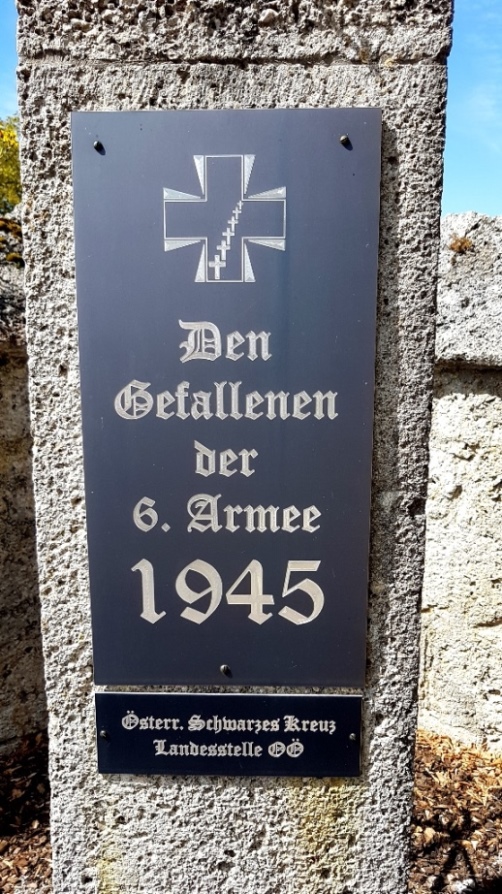 Den
Gefallenen
der
6. Armee
1945
Österr. Schwarzes Kreuz
Landesstelle OÖ